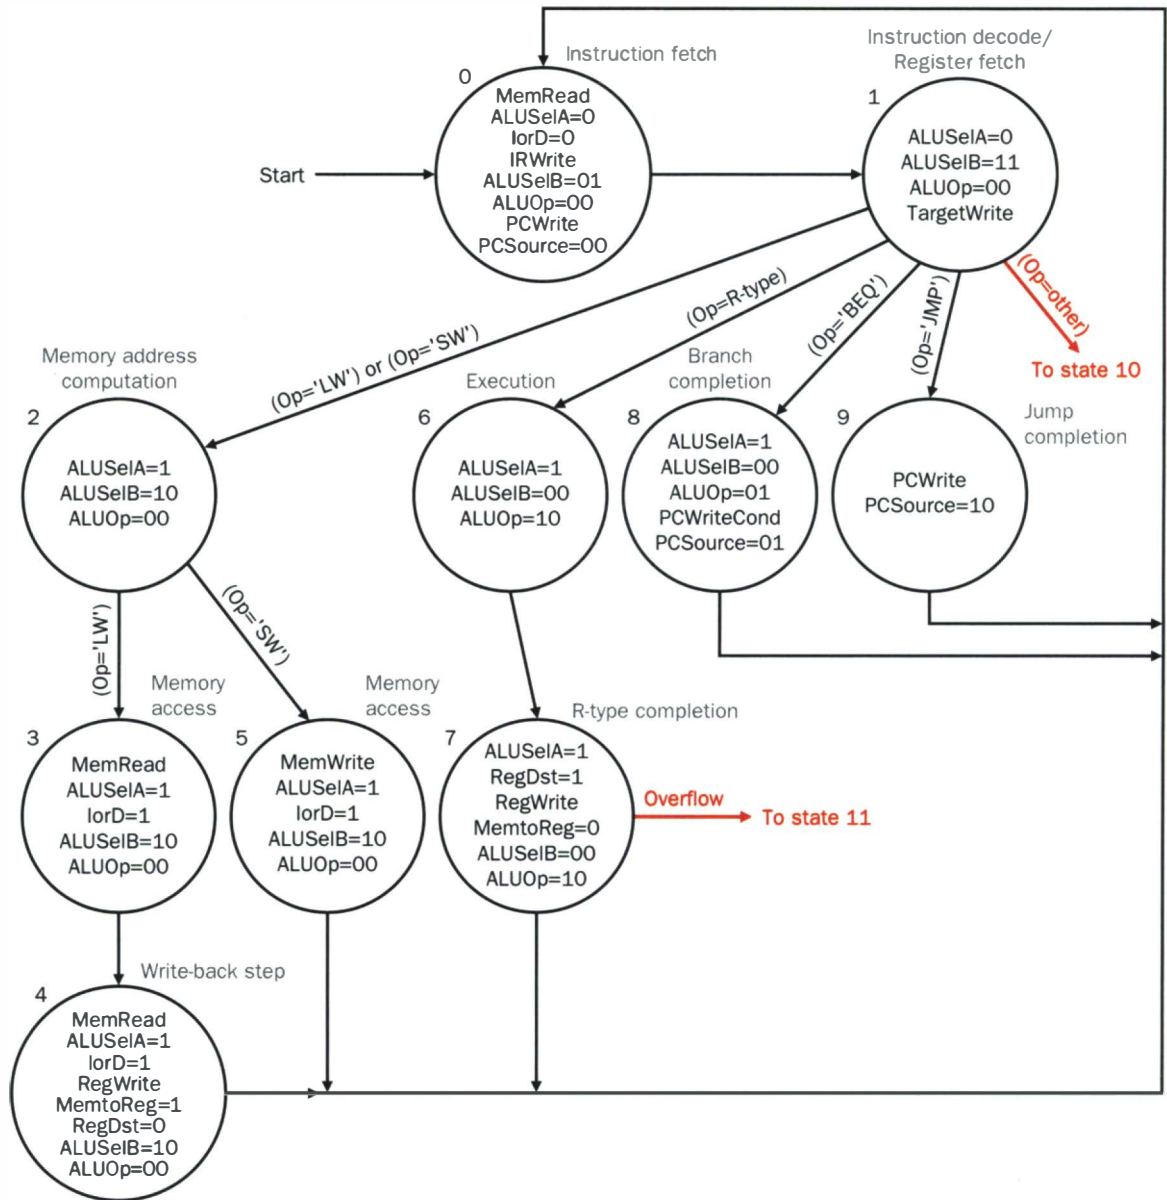 Instruction fetch
0
MemRead
ALUSelA=0
IorD=0
IRWrite
ALUSelB=01
ALUOp=00
PCWrite
PCSource=00
Start
Instruction decode/
Register fetch
1
ALUSelA=0
ALUSelB=11
ALUOp=00
TargetWrite
(Op='LW') or (Op='SW')
(Op=R-type)
(Op='BEQ')
(Op='JMP')
(Op=other)
To state 10
Memory address
computation
2
ALUSelA=1
ALUSelB=10
ALUOp=00
Execution
6
ALUSelA=1
ALUSelB=00
ALUOp=10
Branch
completion
8
ALUSelA=1
ALUSelB=00
ALUOp=01
PCWriteCond
PCSource=01
Jump
completion
9
PCWrite
PCSource=10
(Op='LW')
(Op='SW')
Memory
access
3
MemRead
ALUSelA=1
IorD=1
ALUSelB=10
ALUOp=00
Memory
access
5
MemWrite
ALUSelA=1
IorD=1
ALUSelB=10
ALUOp=00
R-type completion
7
ALUSelA=1
RegDst=1
RegWrite
MemtoReg=0
ALUSelB=00
ALUOp=10
Overflow
To state 11
Write-back step
4
MemRead
ALUSelA=1
IorD=1
RegWrite
MemtoReg=1
RegDst=0
ALUSelB=10
ALUOp=00